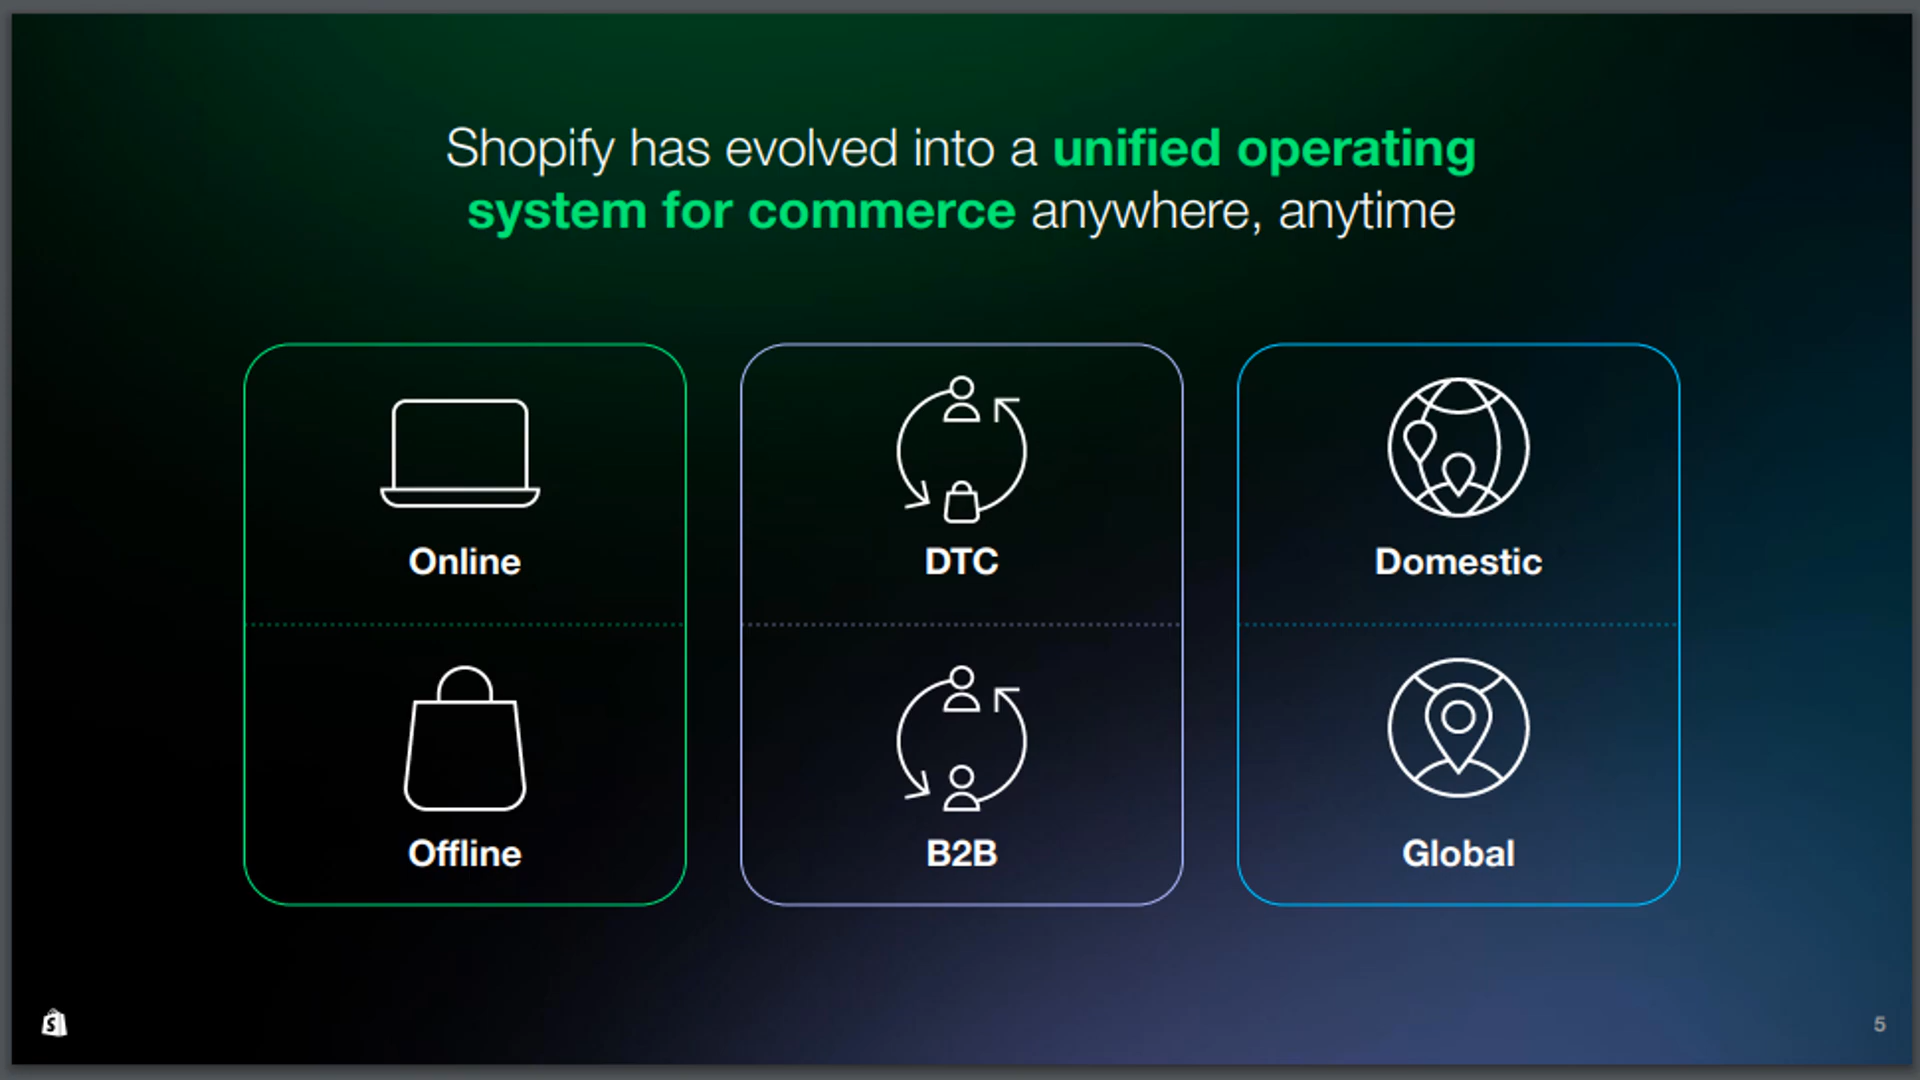 Shopify has evolved into a unified operating
system for commerce anywhere, anytime
Online
DTC
Domestic
Offline
B2B
Global
5